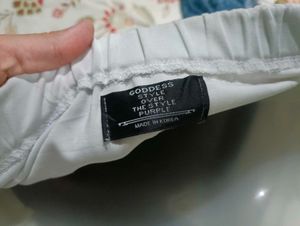 GODDESS
STYLE
OVER
THE STYLE
PURPLE
MADE IN KOREA